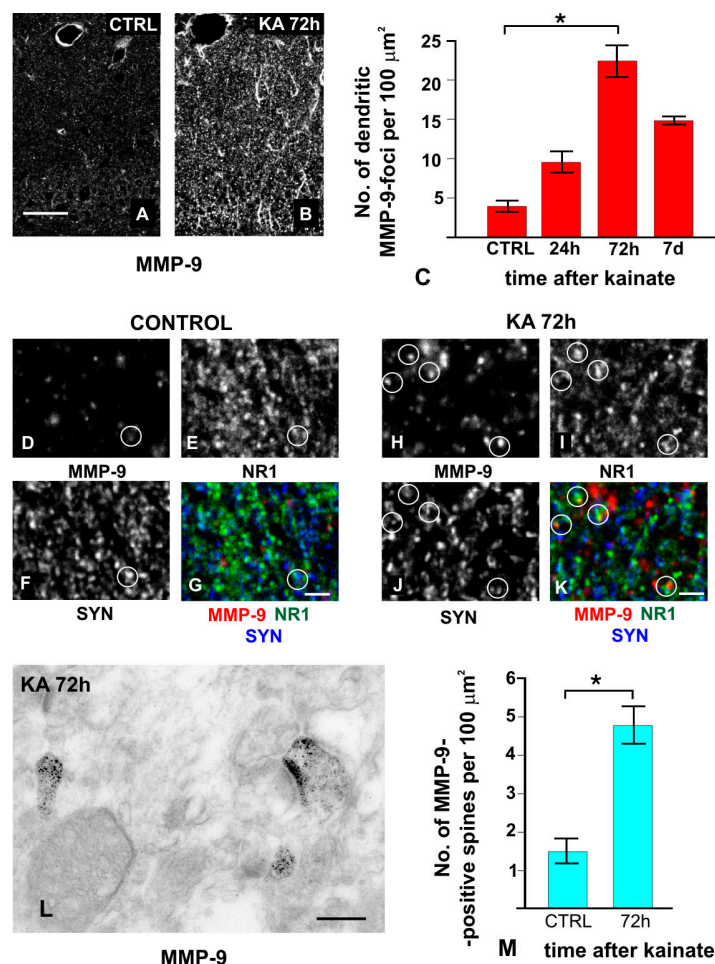 CTRL
KA 72h
A
B
MMP-9
No. of dendritic
MMP-9-foci per 100 μm²
25
20
15
10
5
*
CTRL 24h 72h 7d
C time after kainate
CONTROL
KA 72h
D
E
H
I
MMP-9
NR1
MMP-9
NR1
F
G
J
K
SYN
MMP-9 NR1
SYN
SYN
MMP-9 NR1
SYN
KA 72h
L
MMP-9
No. of MMP-9-
-positive spines per 100 μm²
6
5
4
3
2
1
*
CTRL 72h
M time after kainate